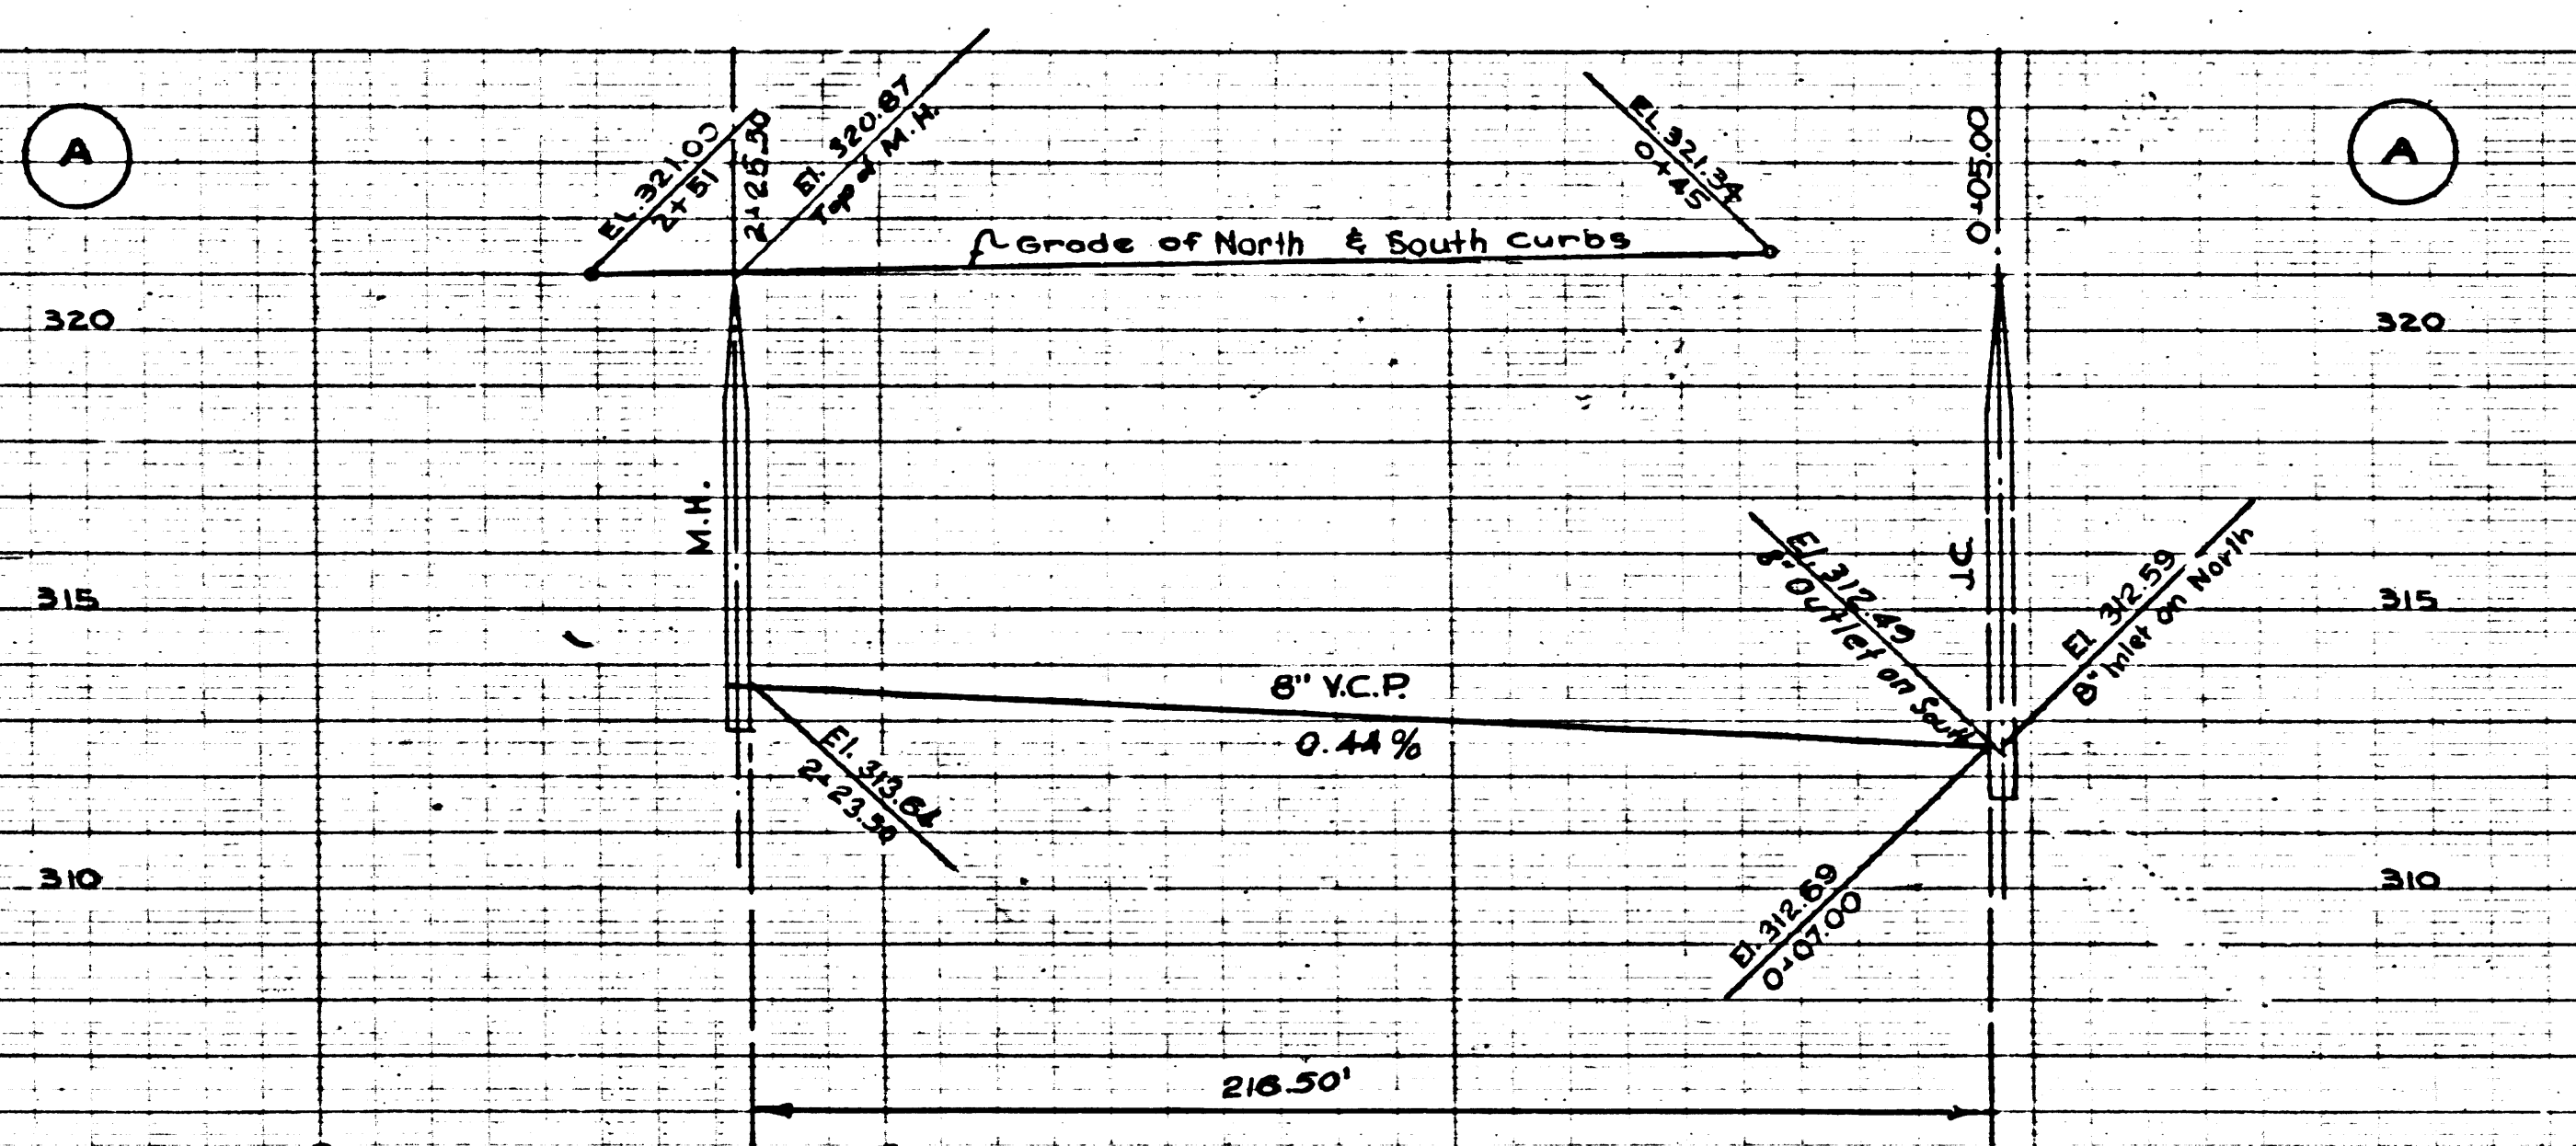 A
A
EL.321.00
2+51
2+25.50
El. 320.87
Top of M.H.
EL.321.34
0+45
0+05.00
Grade of North & South Curbs
320
320
M.H.
JC
El. 312.49
8" Outlet on South
El. 312.59
8" Inlet on North
315
315
8" V.C.P.
0.44%
El. 313.64
2+23.50
310
310
El. 312.69
0+07.00
216.50'